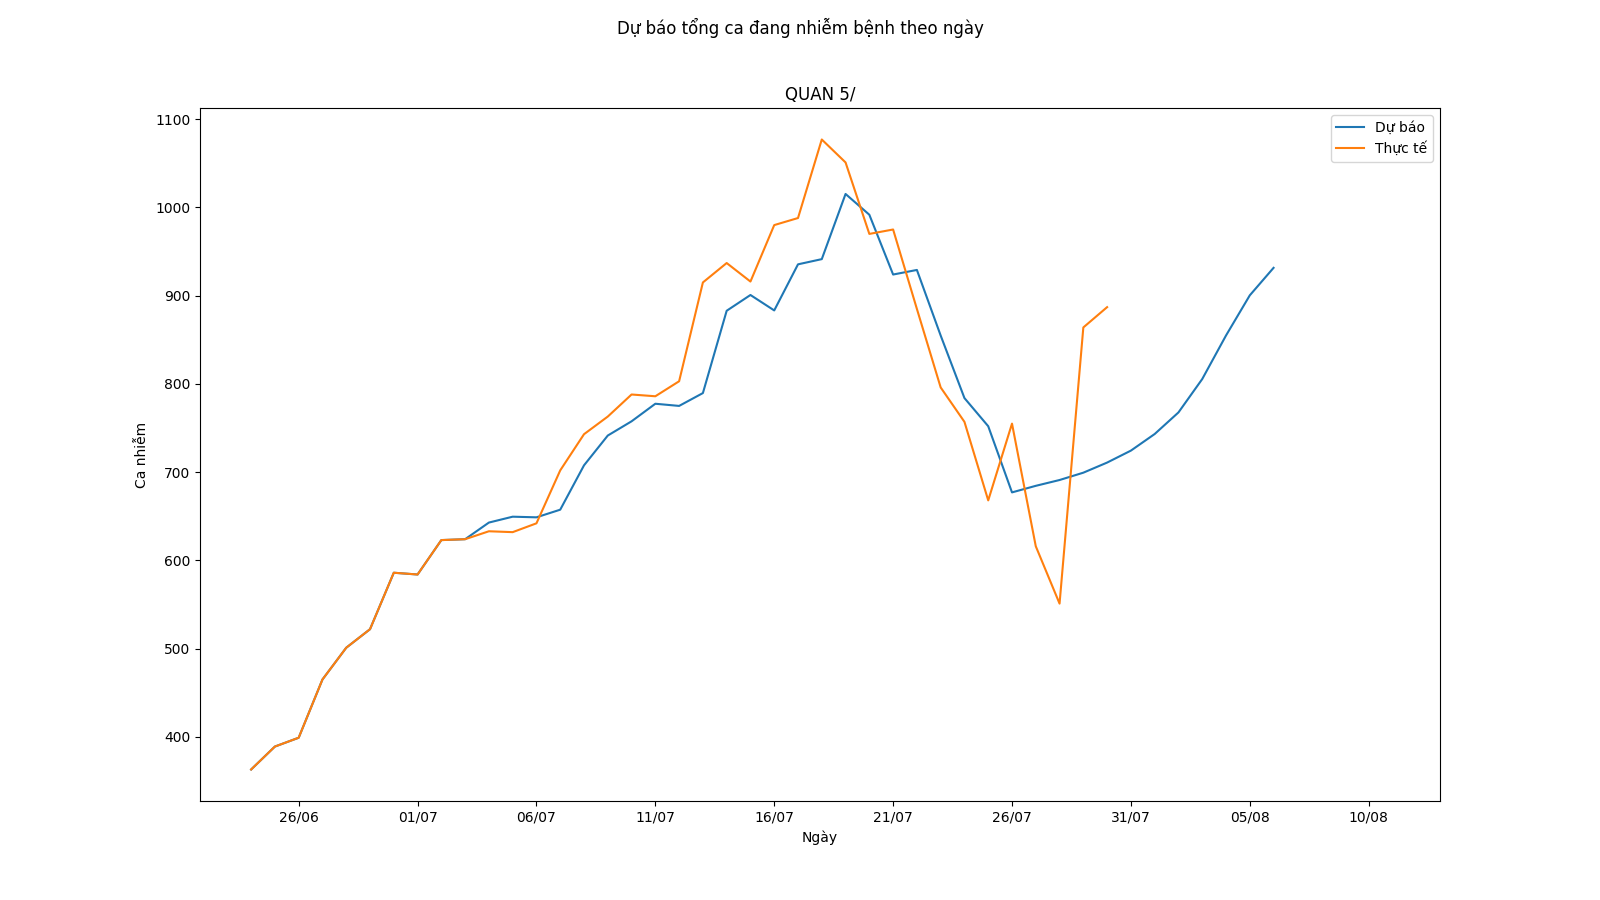 Dự báo tổng ca đang nhiễm bệnh theo ngày
QUAN 5/
Dự báo
Thực tế
Ca nhiễm
1100
1000
900
800
700
600
500
400
26/06 01/07 06/07 11/07 16/07 21/07 26/07 31/07 05/08 10/08
Ngày